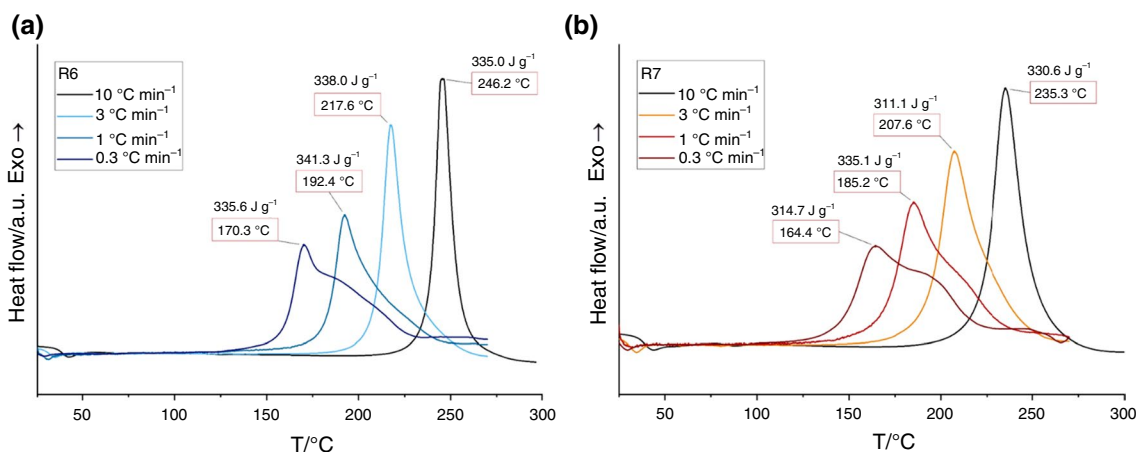 (a)
R6
10 °C min⁻¹
3 °C min⁻¹
1 °C min⁻¹
0.3 °C min⁻¹
335.0 J g⁻¹
246.2 °C
338.0 J g⁻¹
217.6 °C
341.3 J g⁻¹
192.4 °C
335.6 J g⁻¹
170.3 °C
Heat flow/a.u. Exo →
50
100
150
200
250
300
T/°C
(b)
R7
10 °C min⁻¹
3 °C min⁻¹
1 °C min⁻¹
0.3 °C min⁻¹
330.6 J g⁻¹
235.3 °C
311.1 J g⁻¹
207.6 °C
335.1 J g⁻¹
185.2 °C
314.7 J g⁻¹
164.4 °C
Heat flow/a.u. Exo →
50
100
150
200
250
300
T/°C